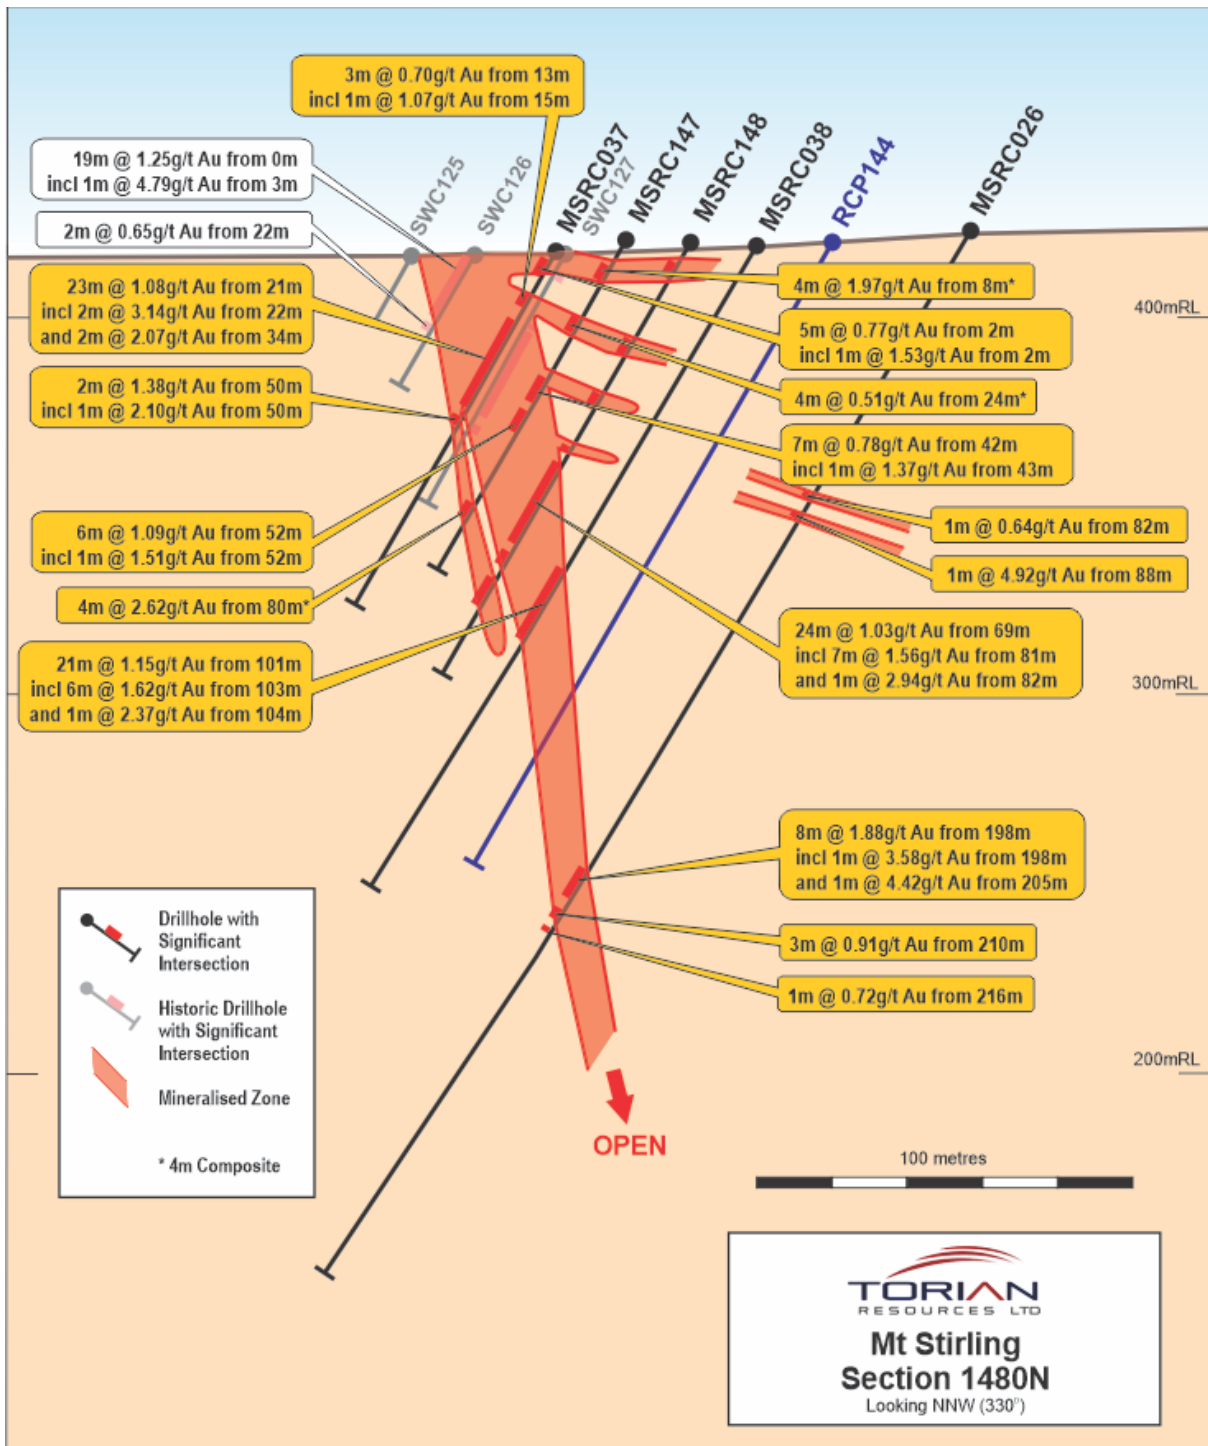 3m @ 0.70g/t Au from 13m
incl 1m @ 1.07g/t Au from 15m
19m @ 1.25g/t Au from 0m
incl 1m @ 4.79g/t Au from 3m
2m @ 0.65g/t Au from 22m
SWC125
SWC126
MSRC037
SWC127
MSRC147
MSRC148
MSRC038
RCP144
MSRC026
23m @ 1.08g/t Au from 21m
incl 2m @ 3.14g/t Au from 22m
and 2m @ 2.07g/t Au from 34m
2m @ 1.38g/t Au from 50m
incl 1m @ 2.10g/t Au from 50m
6m @ 1.09g/t Au from 52m
incl 1m @ 1.51g/t Au from 52m
4m @ 2.62g/t Au from 80m*
21m @ 1.15g/t Au from 101m
incl 6m @ 1.62g/t Au from 103m
and 1m @ 2.37g/t Au from 104m
4m @ 1.97g/t Au from 8m*
400mRL
5m @ 0.77g/t Au from 2m
incl 1m @ 1.53g/t Au from 2m
4m @ 0.51g/t Au from 24m*
7m @ 0.78g/t Au from 42m
incl 1m @ 1.37g/t Au from 43m
1m @ 0.64g/t Au from 82m
1m @ 4.92g/t Au from 88m
24m @ 1.03g/t Au from 69m
incl 7m @ 1.56g/t Au from 81m
and 1m @ 2.94g/t Au from 82m
300mRL
8m @ 1.88g/t Au from 198m
incl 1m @ 3.58g/t Au from 198m
and 1m @ 4.42g/t Au from 205m
3m @ 0.91g/t Au from 210m
1m @ 0.72g/t Au from 216m
200mRL
OPEN
Drillhole with
Significant
Intersection
Historic Drillhole
with Significant
Intersection
Mineralised Zone
* 4m Composite
100 metres
TORIAN
RESOURCES LTD
Mt Stirling
Section 1480N
Looking NNW (330°)